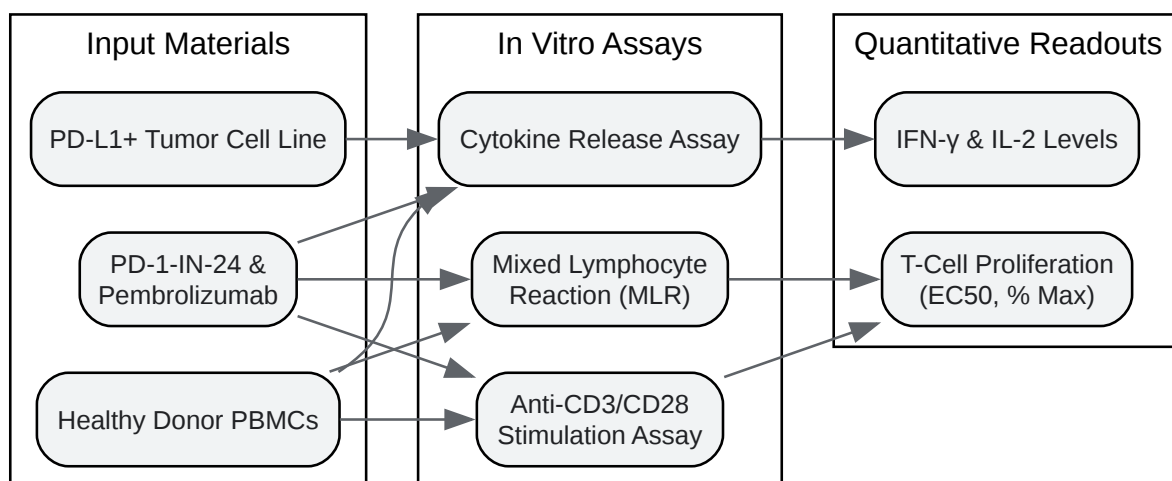 Input Materials
PD-L1+ Tumor Cell Line
PD-1-IN-24 &
Pembrolizumab
Healthy Donor PBMCs
In Vitro Assays
Cytokine Release Assay
Mixed Lymphocyte
Reaction (MLR)
Anti-CD3/CD28
Stimulation Assay
Quantitative Readouts
IFN-γ & IL-2 Levels
T-Cell Proliferation
(EC50, % Max)